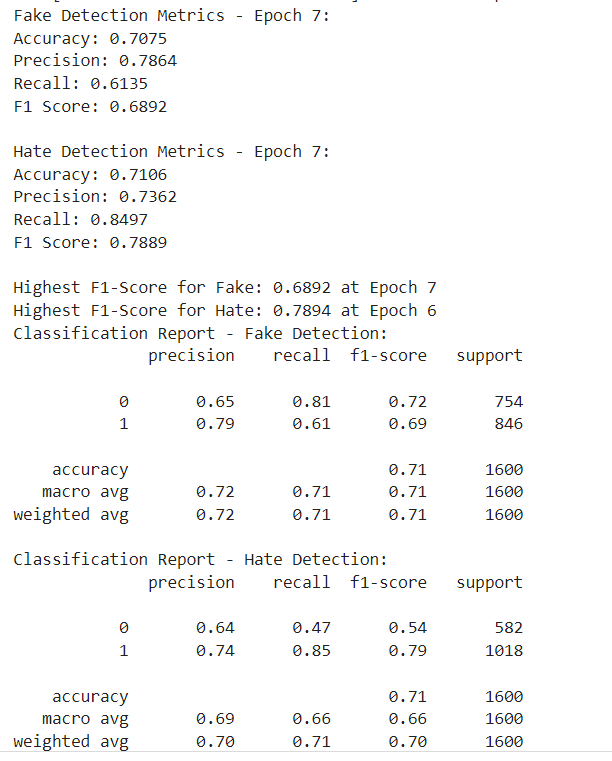 Fake Detection Metrics - Epoch 7:
Accuracy: 0.7075
Precision: 0.7864
Recall: 0.6135
F1 Score: 0.6892
Hate Detection Metrics - Epoch 7:
Accuracy: 0.7106
Precision: 0.7362
Recall: 0.8497
F1 Score: 0.7889
Highest F1-Score for Fake: 0.6892 at Epoch 7
Highest F1-Score for Hate: 0.7894 at Epoch 6
Classification Report - Fake Detection:
precision recall f1-score support
0 0.65 0.81 0.72 754
1 0.79 0.61 0.69 846
accuracy 0.71 1600
macro avg 0.72 0.71 0.71 1600
weighted avg 0.72 0.71 0.71 1600
Classification Report - Hate Detection:
precision recall f1-score support
0 0.64 0.47 0.54 582
1 0.74 0.85 0.79 1018
accuracy 0.71 1600
macro avg 0.69 0.66 0.66 1600
weighted avg 0.70 0.71 0.70 1600